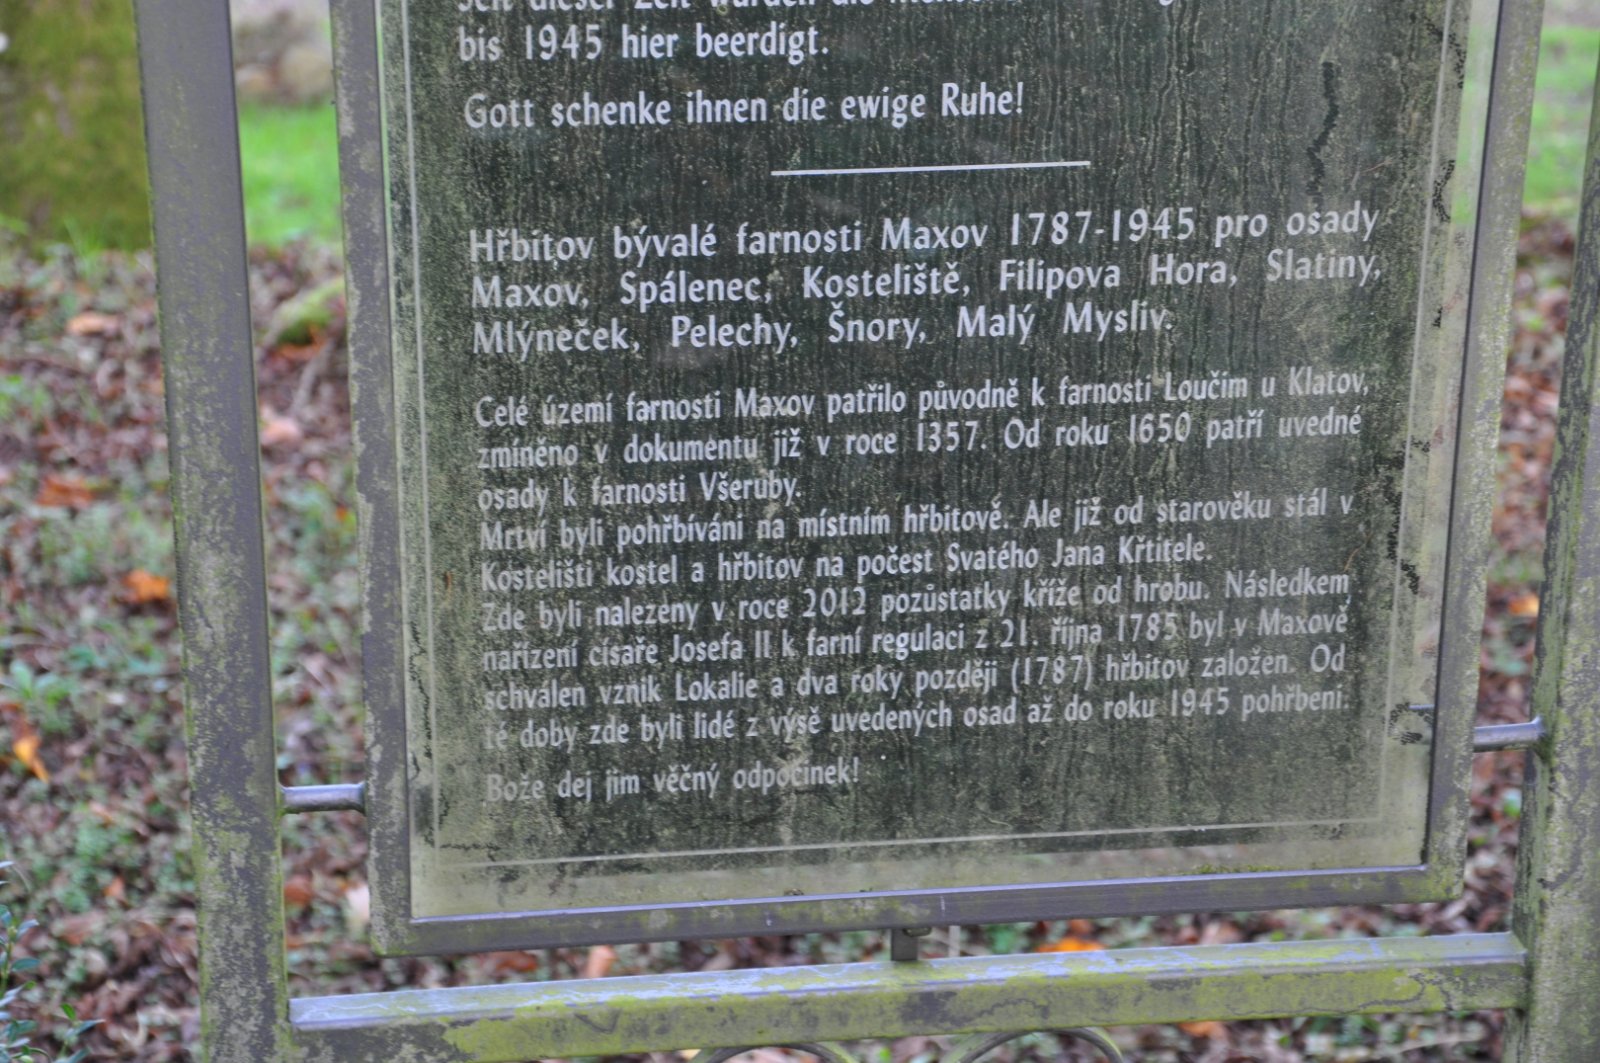 Seit dieser Zeit wurden die
bis 1945 hier beerdigt.
Gott schenke ihnen die ewige Ruhe!
Hřbitov bývalé farnosti Maxov 1787-1945 pro osady
Maxov, Spálenec, Kosteliště, Filipova Hora, Slatiny,
Mlýneček, Pelechy, Šnory, Malý Mysliv.
Celé území farnosti Maxov patřilo původně k farnosti Loučim u Klatov,
zmíněno v dokumentu již v roce 1357. Od roku 1650 patří uvedné
osady k farnosti Všeruby.
Mrtví byli pohřbíváni na místním hřbitově. Ale již od starověku stál v
Kostelišti kostel a hřbitov na počest Svatého Jana Křtitele.
Zde byli nalezeny v roce 2012 pozůstatky kříže od hrobu. Následkem
nařízení císaře Josefa II k farní regulaci z 21. října 1785 byl v Maxově
schválen vznik Lokalie a dva roky později (1787) hřbitov založen. Od
té doby zde byli lidé z výsě uvedených osad až do roku 1945 pohřbeni.
Bože dej jim věčný odpočinek!